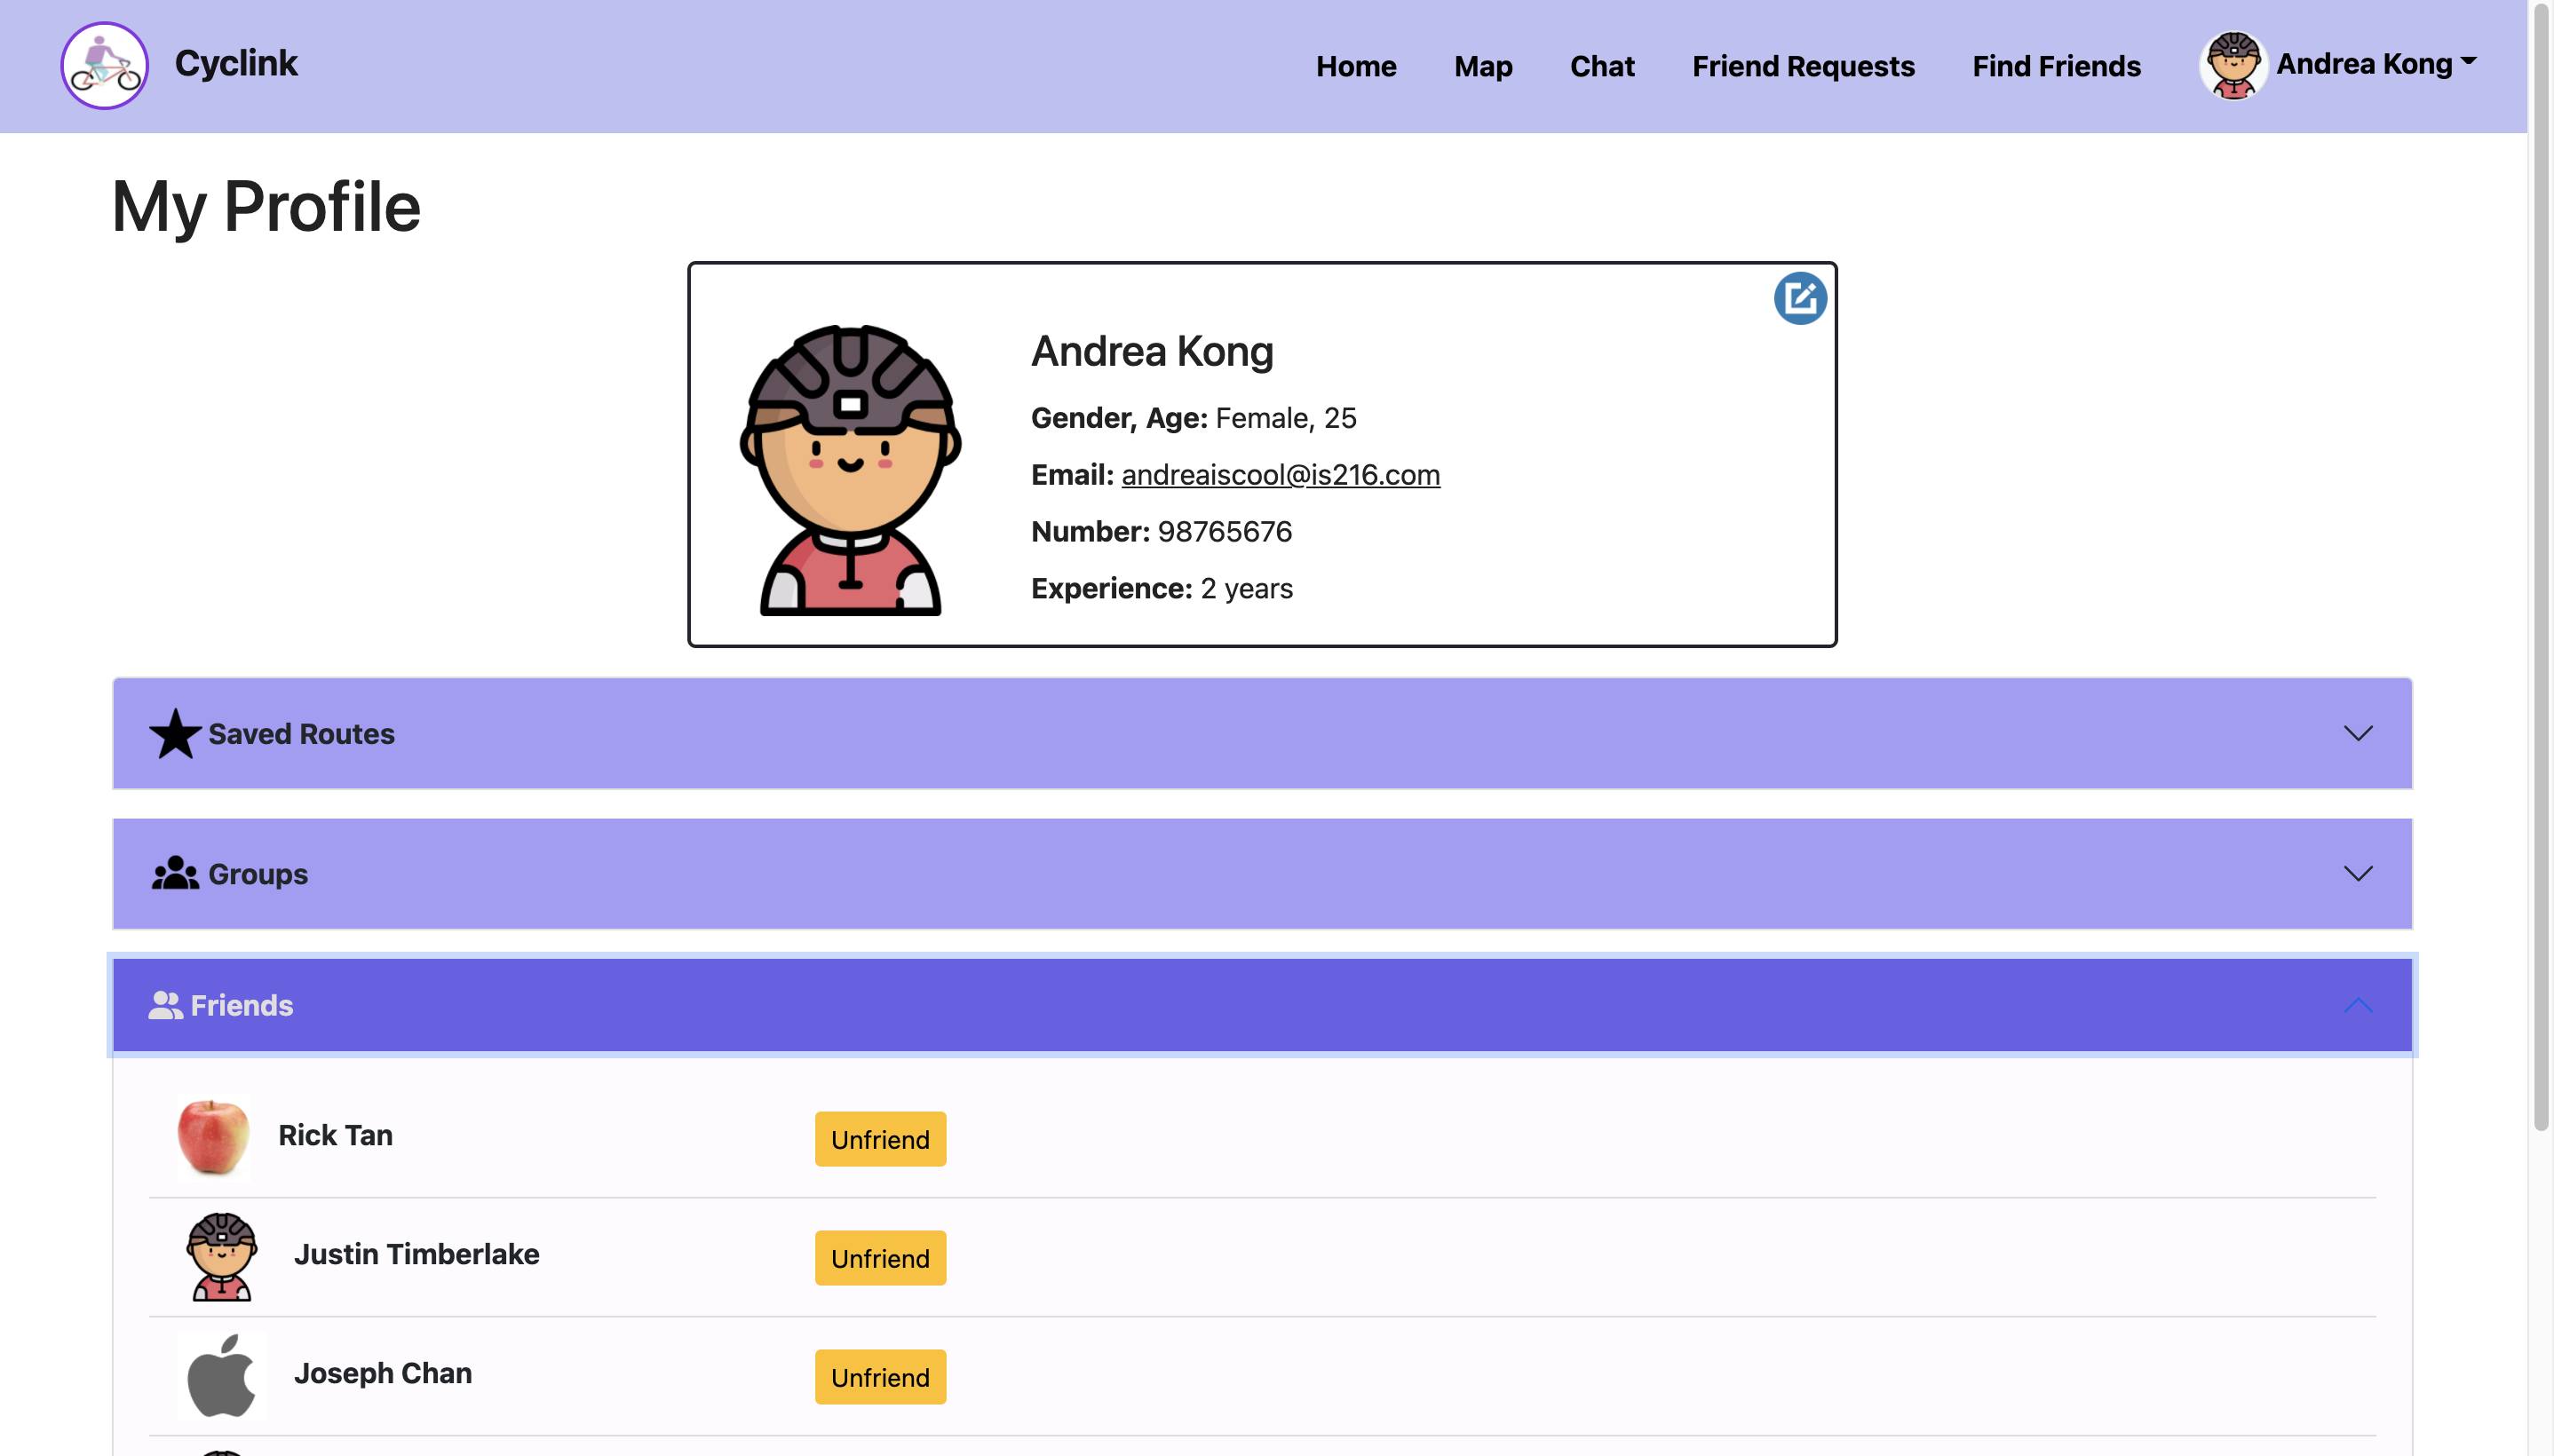 Cyclink
Home Map Chat Friend Requests Find Friends Andrea Kong
My Profile
Andrea Kong
Gender, Age: Female, 25
Email: andreaiscool@is216.com
Number: 98765676
Experience: 2 years
Saved Routes
Groups
Friends
Rick Tan Unfriend
Justin Timberlake Unfriend
Joseph Chan Unfriend